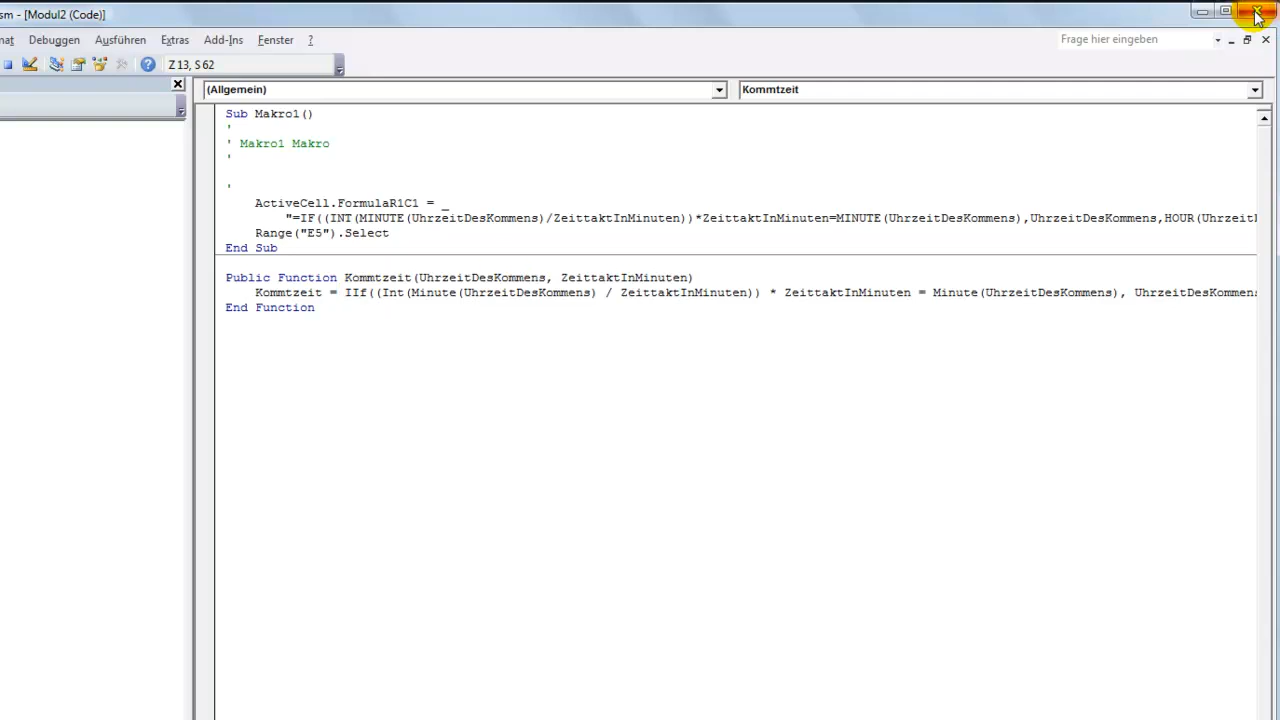 sm - [Modul2 (Code)]
nat Debuggen Ausführen Extras Add-Ins Fenster ? Frage hier eingeben
Z 13, S 62
(Allgemein) Kommtzeit
Sub Makro1()
'
' Makro1 Makro
'
'
ActiveCell.FormulaR1C1 = _
"=IF((INT(MINUTE(UhrzeitDesKommens)/ZeittaktInMinuten))*ZeittaktInMinuten=MINUTE(UhrzeitDesKommens),UhrzeitDesKommens,HOUR(Uhrzeit
Range("E5").Select
End Sub
Public Function Kommtzeit(UhrzeitDesKommens, ZeittaktInMinuten)
Kommtzeit = IIf((Int(Minute(UhrzeitDesKommens) / ZeittaktInMinuten)) * ZeittaktInMinuten = Minute(UhrzeitDesKommens), UhrzeitDesKommens
End Function